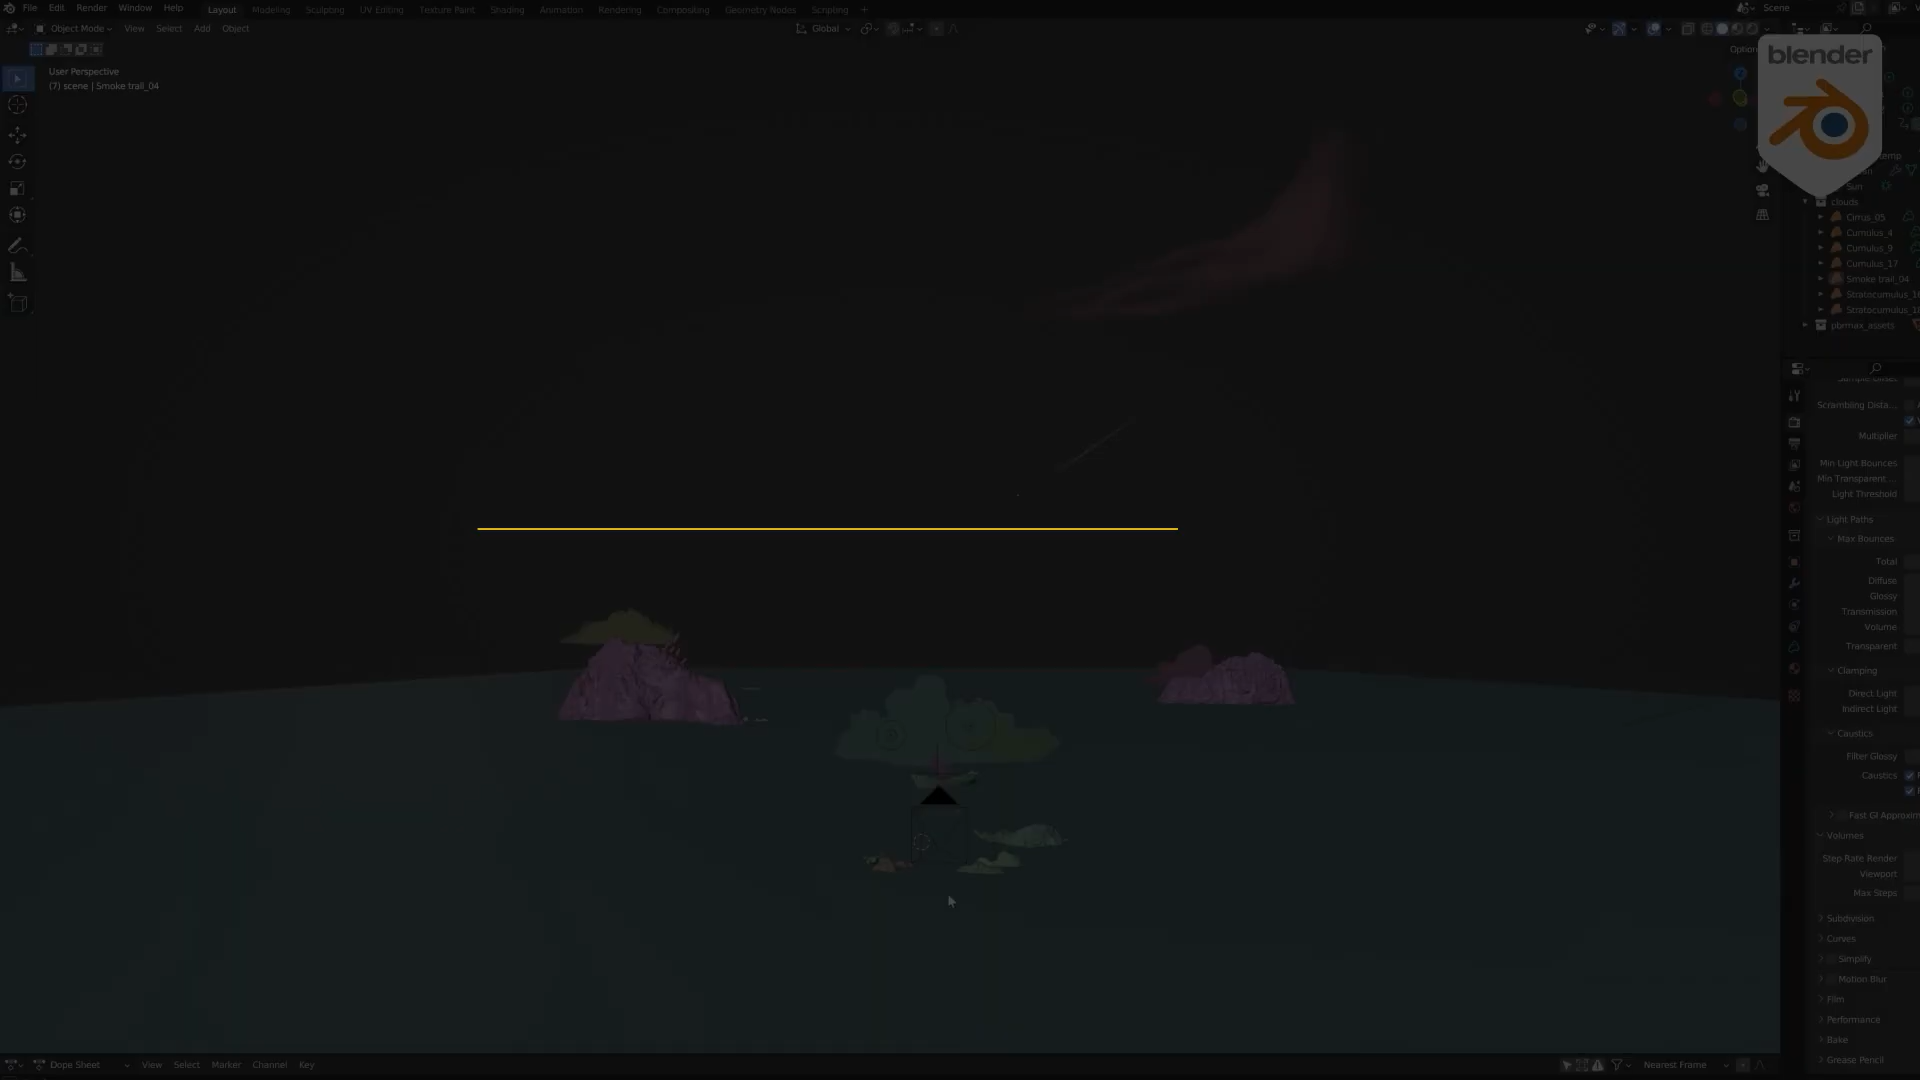 File Edit Render Window Help Layout Modeling Sculpting UV Editing Texture Paint Shading Animation Rendering Compositing Geometry Nodes Scripting + Scene
Object Mode View Select Add Object Global
User Perspective
(7) scene | Smoke trail_04
blender
Sun
clouds
Cirrus_05
Cumulus_4
Cumulus_9
Cumulus_17
Smoke trail_04
pbrmax_assets
Scrambling Dista...
Multiplier
Min Light Bounces
Min Transparent ...
Light Threshold
Light Paths
Max Bounces
Total
Diffuse
Glossy
Transmission
Volume
Transparent
Clamping
Direct Light
Indirect Light
Caustics
Filter Glossy
Caustics
Fast GI Approxim
Volumes
Step Rate Render
Viewport
Max Steps
Subdivision
Curves
Simplify
Motion Blur
Film
Performance
Bake
Grease Pencil
Dope Sheet View Select Marker Channel Key Nearest Frame